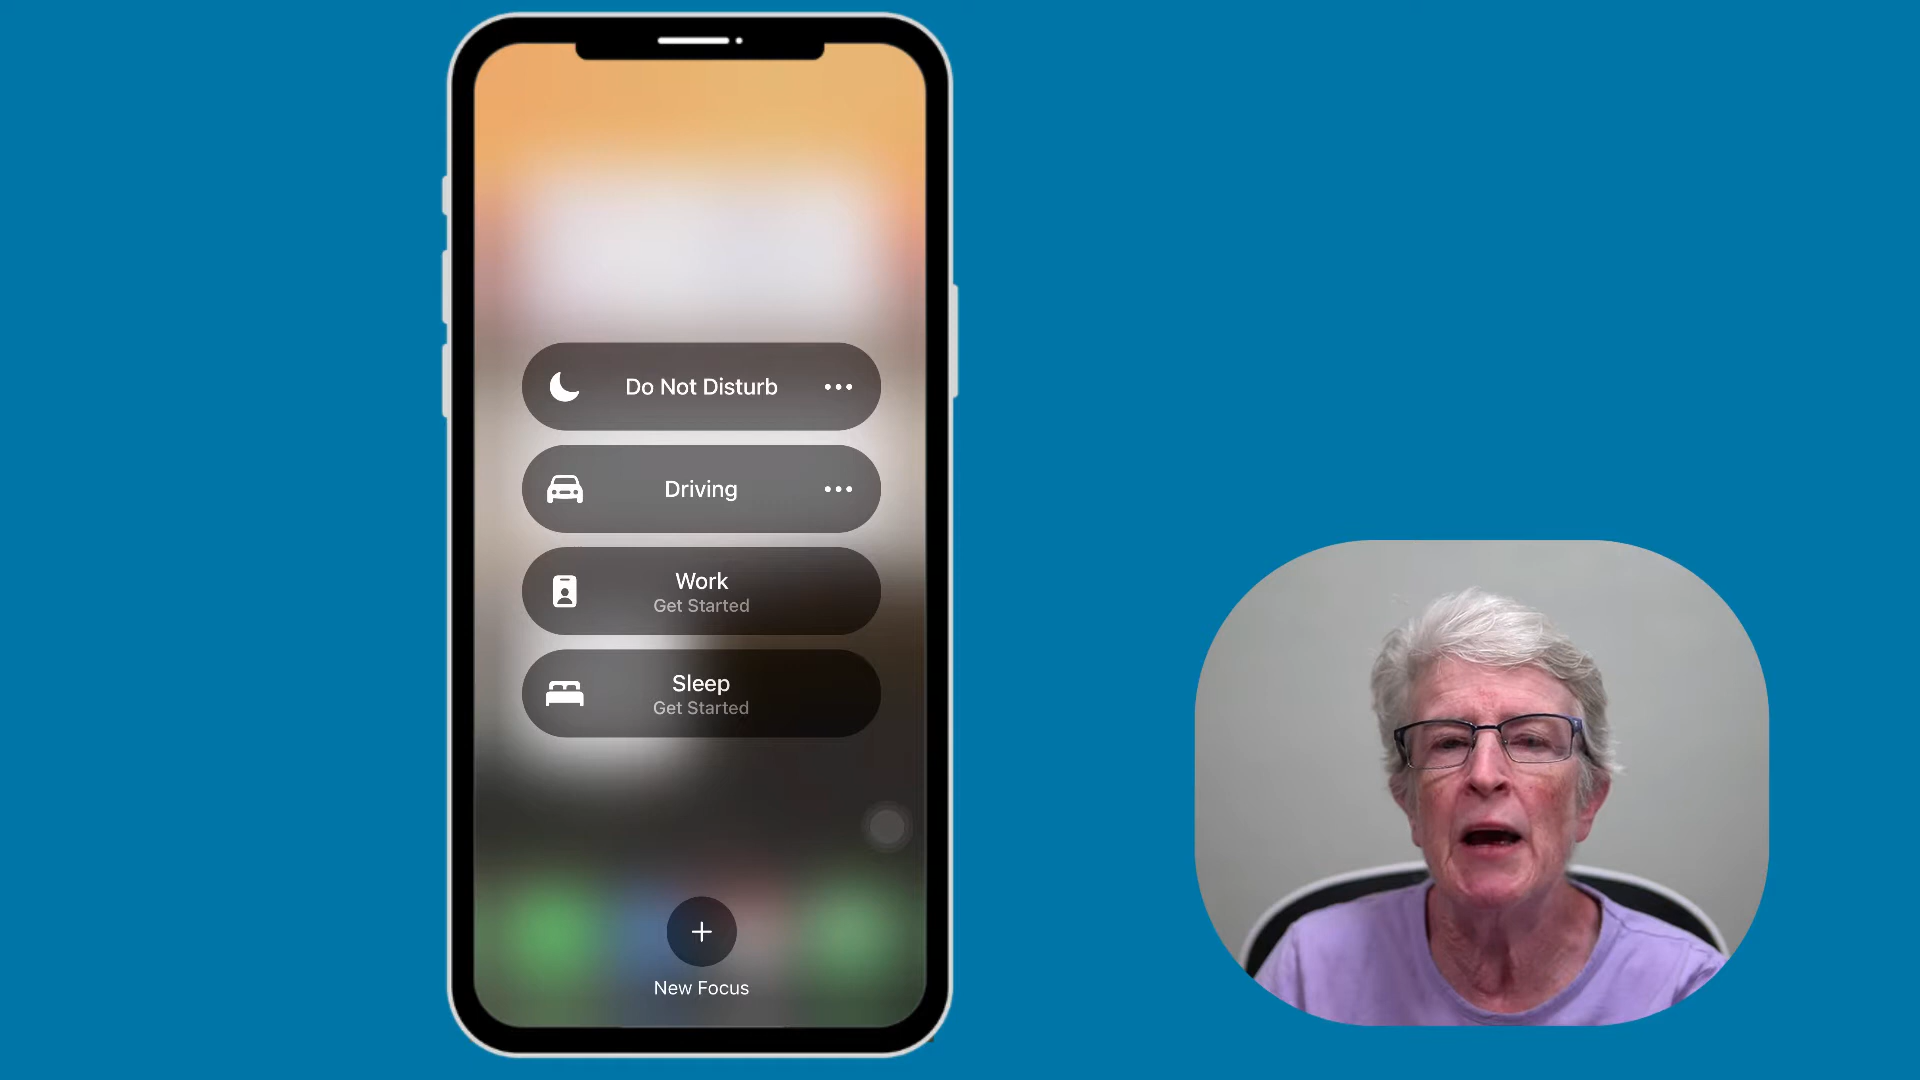 Do Not Disturb
Driving
Work
Get Started
Sleep
Get Started
New Focus